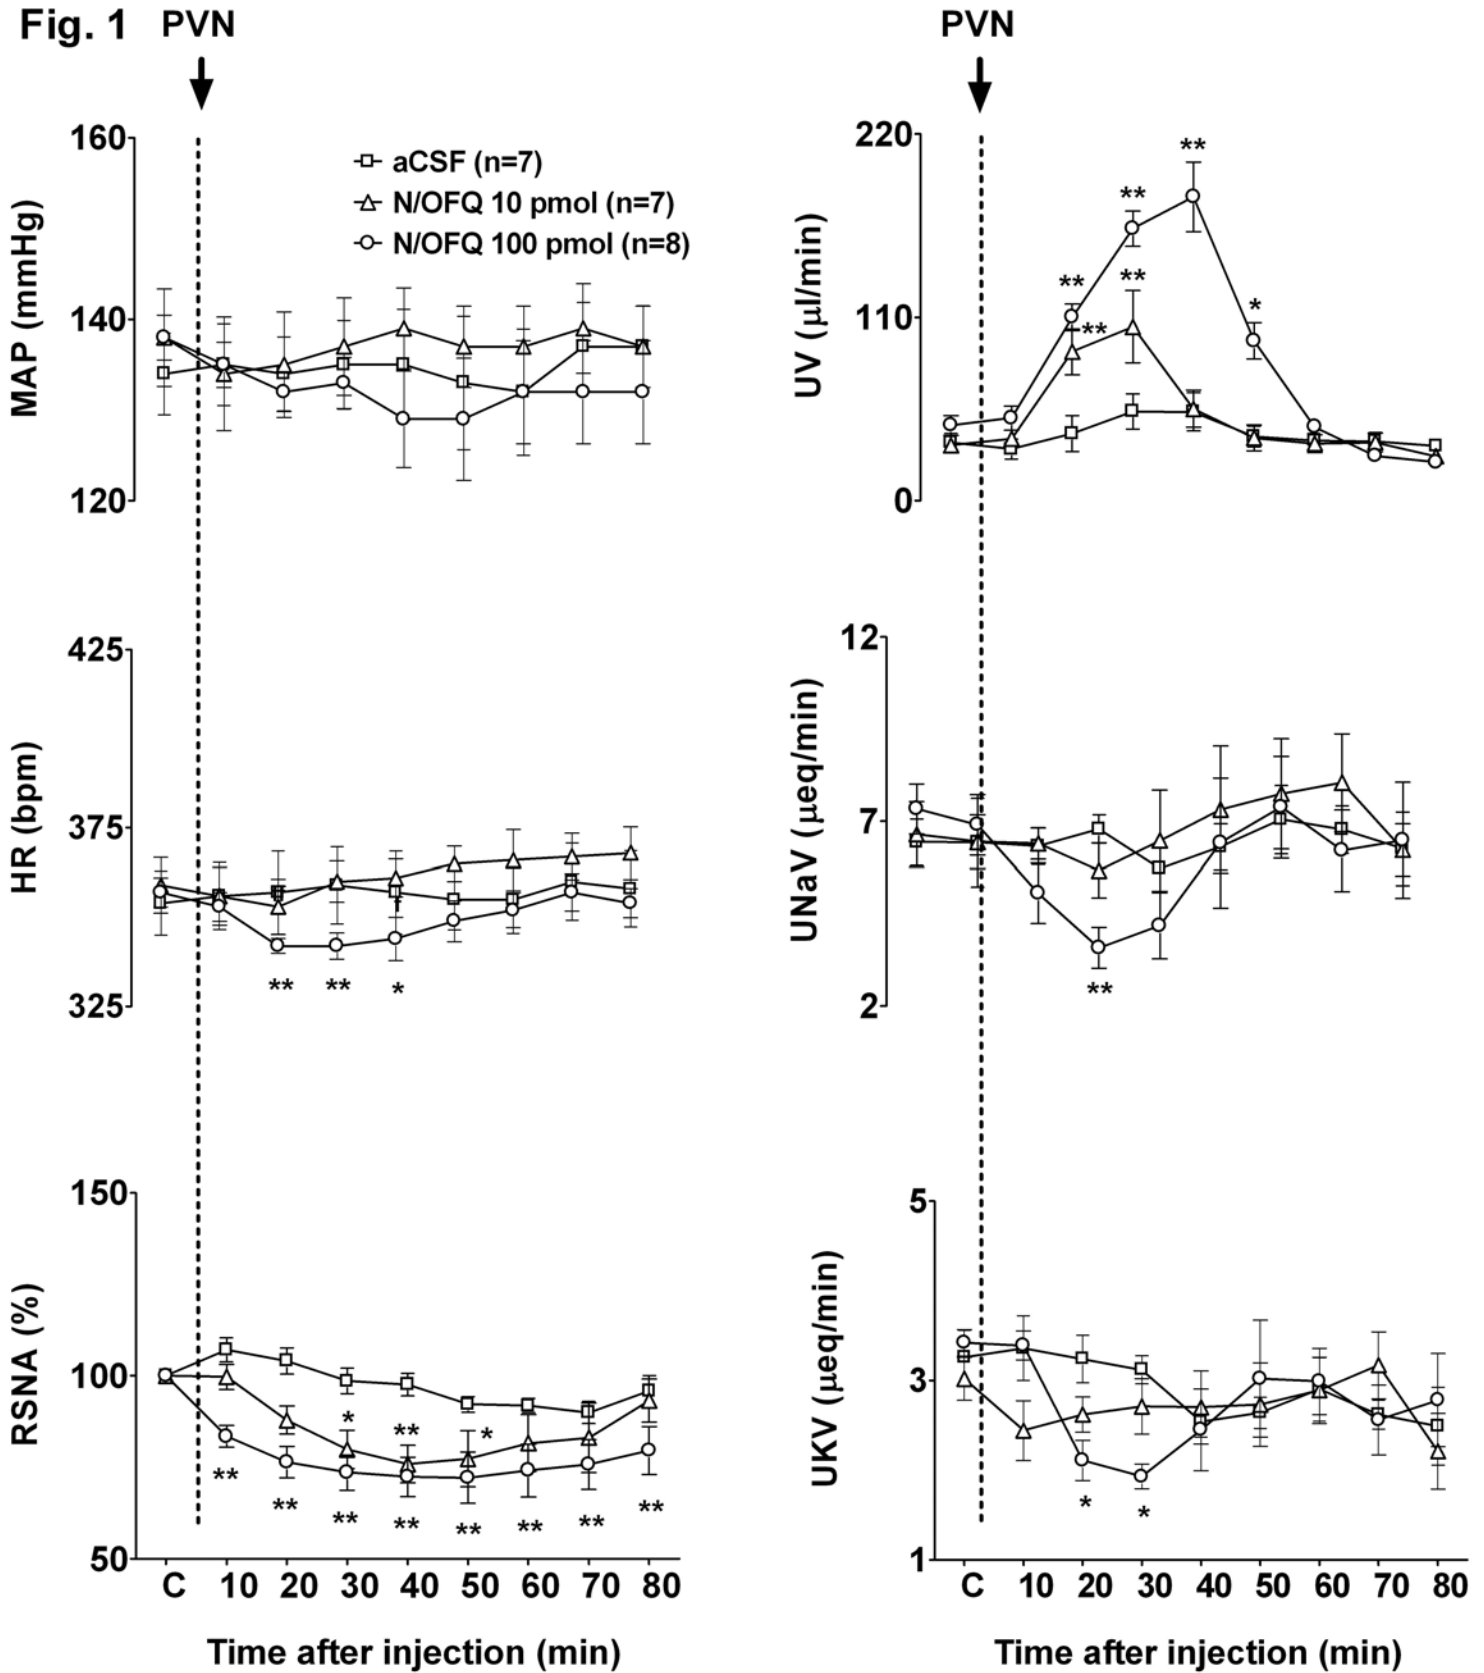 Fig. 1 PVN
PVN
160
140
120
MAP (mmHg)
aCSF (n=7)
N/OFQ 10 pmol (n=7)
N/OFQ 100 pmol (n=8)
220
110
0
UV (μl/min)
**
**
**
**
**
*
425
375
325
HR (bpm)
†
**
**
*
12
7
2
UNaV (μeq/min)
**
150
100
50
RSNA (%)
*
**
*
**
**
**
**
**
**
**
**
C 10 20 30 40 50 60 70 80
Time after injection (min)
5
3
1
UKV (μeq/min)
*
*
C 10 20 30 40 50 60 70 80
Time after injection (min)